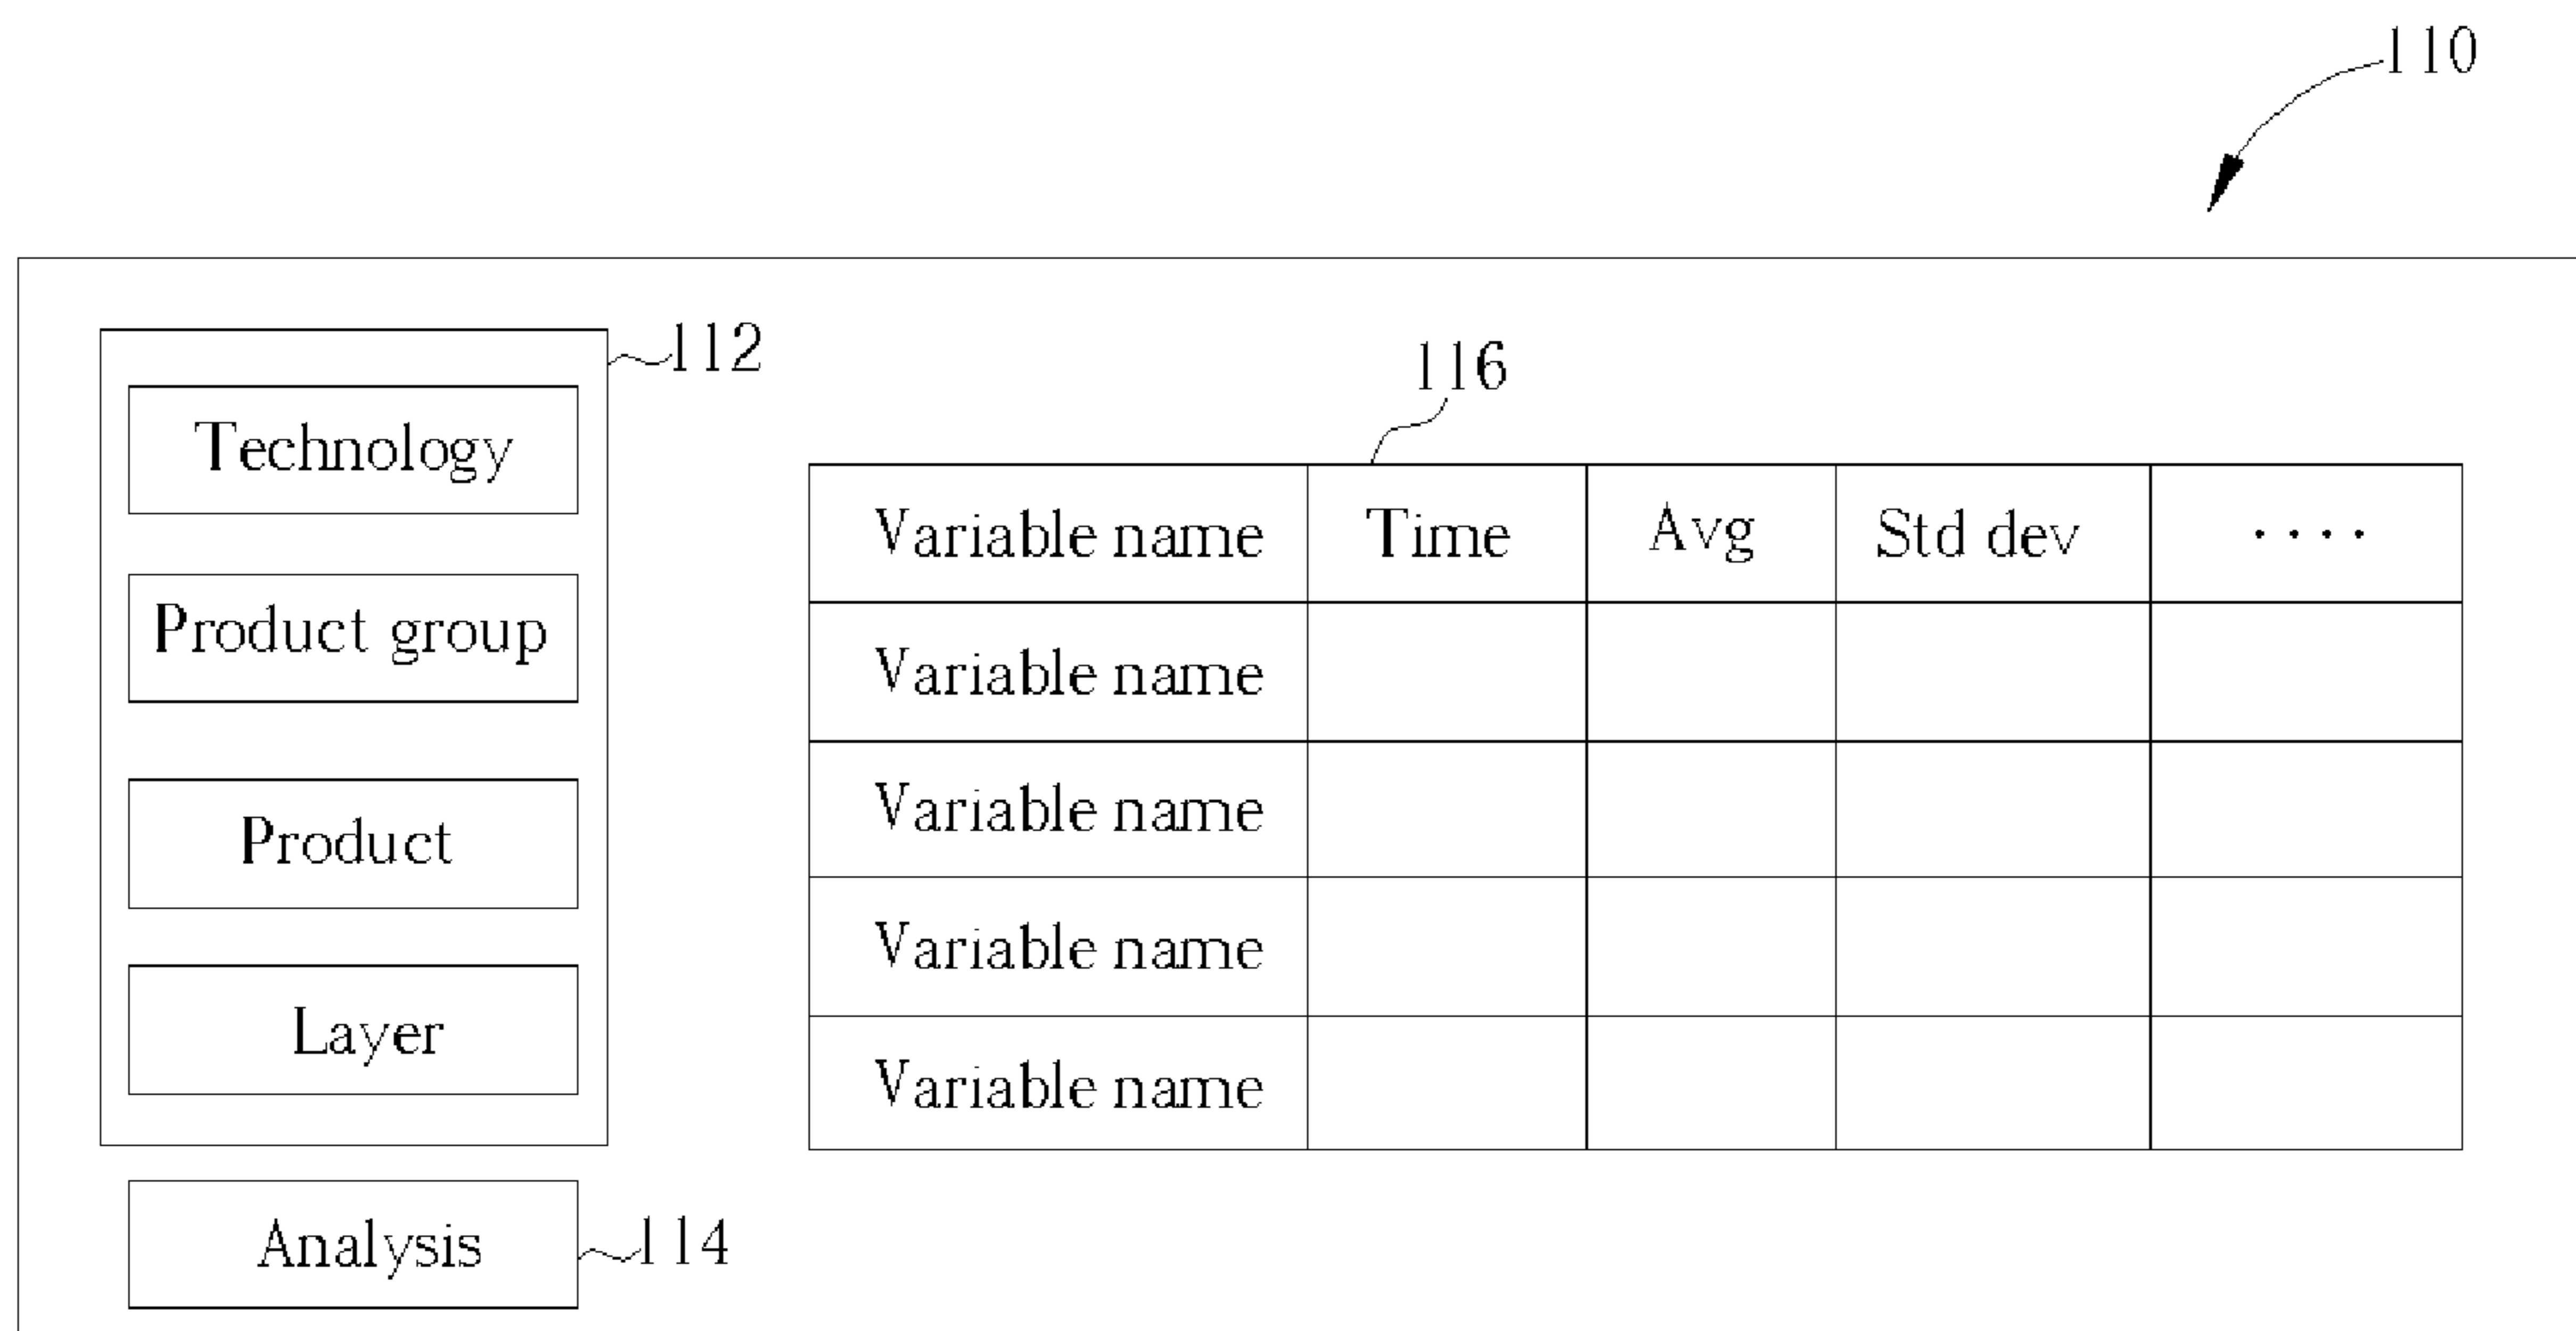 110
112
Technology
Product group
Product
Layer
Analysis
114
116
Variable name Time Avg Std dev ....
Variable name
Variable name
Variable name
Variable name